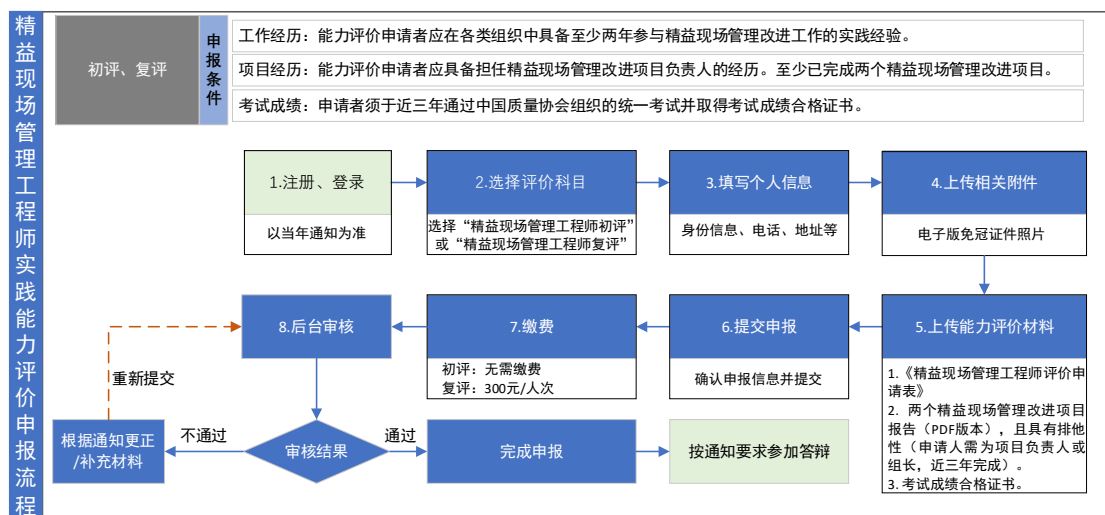 精益现场管理工程师实践能力评价申报流程
初评、复评
申报条件
工作经历：能力评价申请者应在各类组织中具备至少两年参与精益现场管理改进工作的实践经验。
项目经历：能力评价申请者应具备担任精益现场管理改进项目负责人的经历。至少已完成两个精益现场管理改进项目。
考试成绩：申请者须于近三年通过中国质量协会组织的统一考试并取得考试成绩合格证书。
1.注册、登录
以当年通知为准
2.选择评价科目
选择“精益现场管理工程师初评”
或“精益现场管理工程师复评”
3.填写个人信息
身份信息、电话、地址等
4.上传相关附件
电子版免冠证件照片
5.上传能力评价材料
1.《精益现场管理工程师评价申
请表》
2. 两个精益现场管理改进项目
报告（PDF版本），且具有排他
性（申请人需为项目负责人或
组长，近三年完成）。
3. 考试成绩合格证书。
6.提交申报
确认申报信息并提交
7.缴费
初评：无需缴费
复评：300元/人次
8.后台审核
重新提交
审核结果
不通过
根据通知更正
/补充材料
通过
完成申报
按通知要求参加答辩